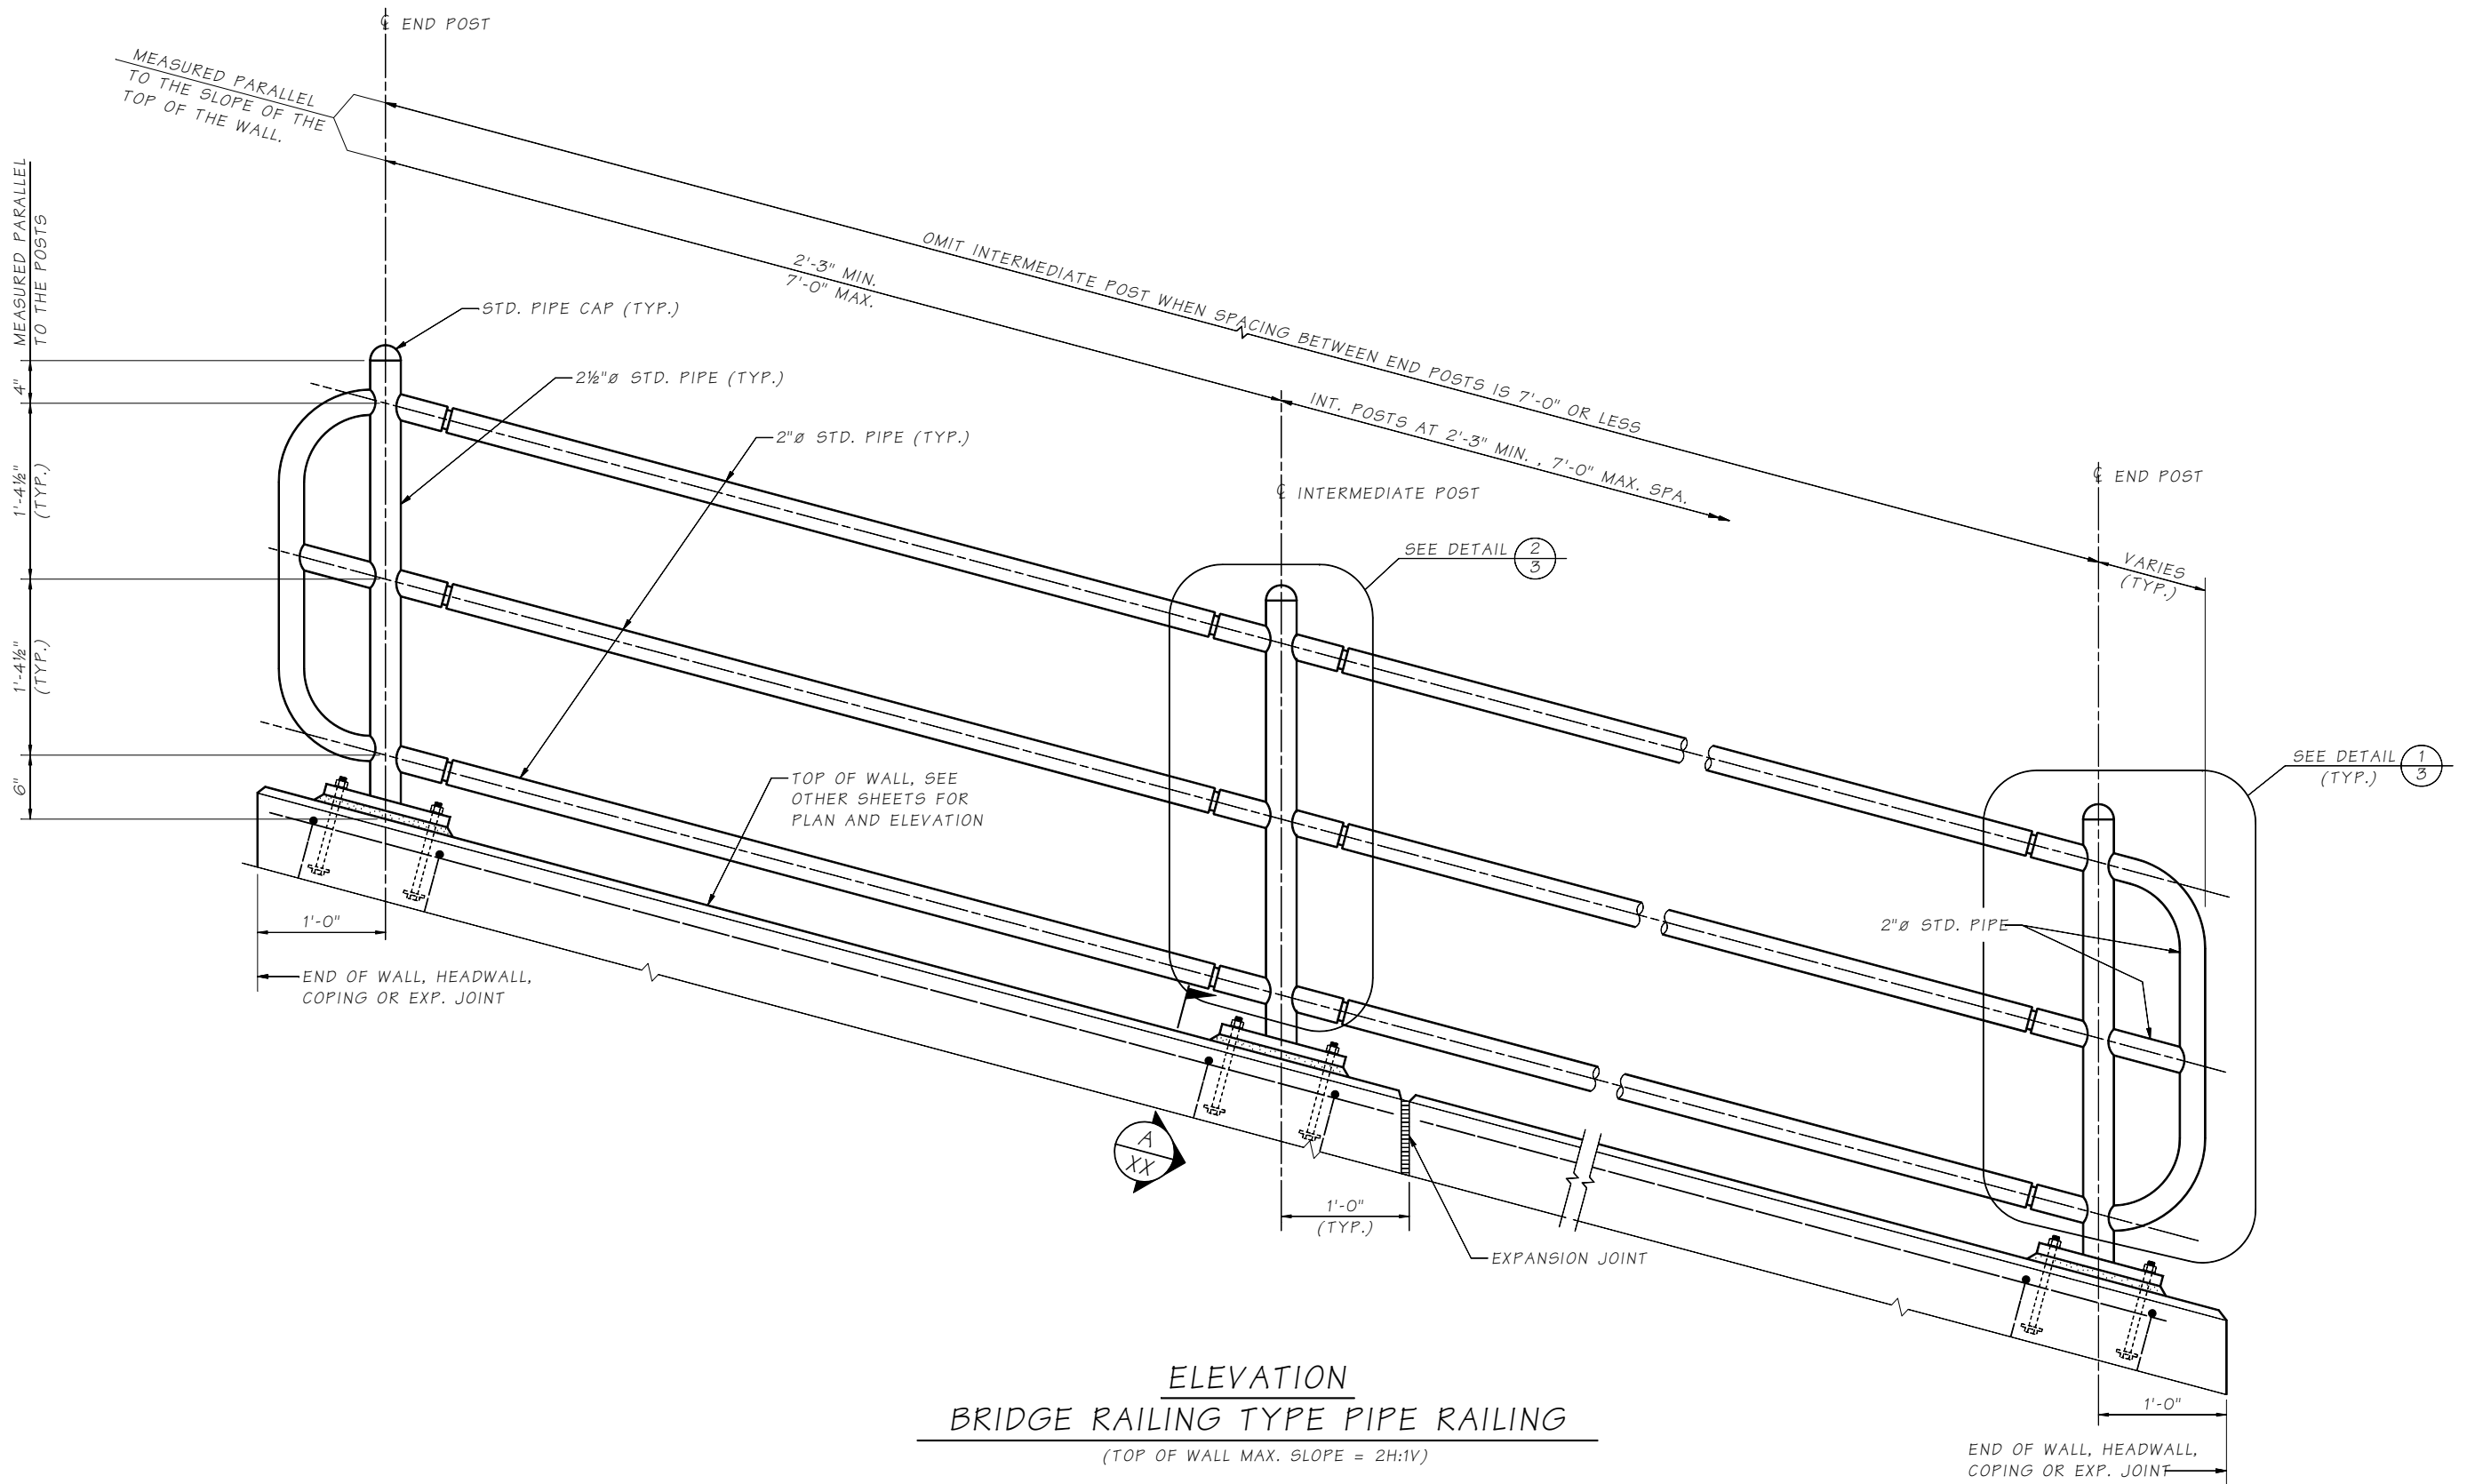 ℄ END POST
MEASURED PARALLEL
TO THE SLOPE OF THE
TOP OF THE WALL.
MEASURED PARALLEL
TO THE POSTS
4"
1'-4½"
(TYP.)
1'-4½"
(TYP.)
6"
OMIT INTERMEDIATE POST WHEN SPACING BETWEEN END POSTS IS 7'-0" OR LESS
2'-3" MIN.
7'-0" MAX.
INT. POSTS AT 2'-3" MIN. , 7'-0" MAX. SPA.
STD. PIPE CAP (TYP.)
2½"ø STD. PIPE (TYP.)
2"ø STD. PIPE (TYP.)
℄ INTERMEDIATE POST
℄ END POST
SEE DETAIL 2
3
VARIES
(TYP.)
SEE DETAIL 1
(TYP.) 3
TOP OF WALL, SEE
OTHER SHEETS FOR
PLAN AND ELEVATION
2"ø STD. PIPE
1'-0"
END OF WALL, HEADWALL,
COPING OR EXP. JOINT
A
XX
1'-0"
(TYP.)
EXPANSION JOINT
1'-0"
END OF WALL, HEADWALL,
COPING OR EXP. JOINT
ELEVATION
BRIDGE RAILING TYPE PIPE RAILING
(TOP OF WALL MAX. SLOPE = 2H:1V)